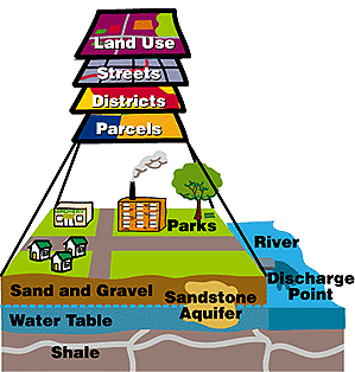 Land Use
Streets
Districts
Parcels
Parks
River
Discharge
Point
Sand and Gravel
Sandstone
Aquifer
Water Table
Shale